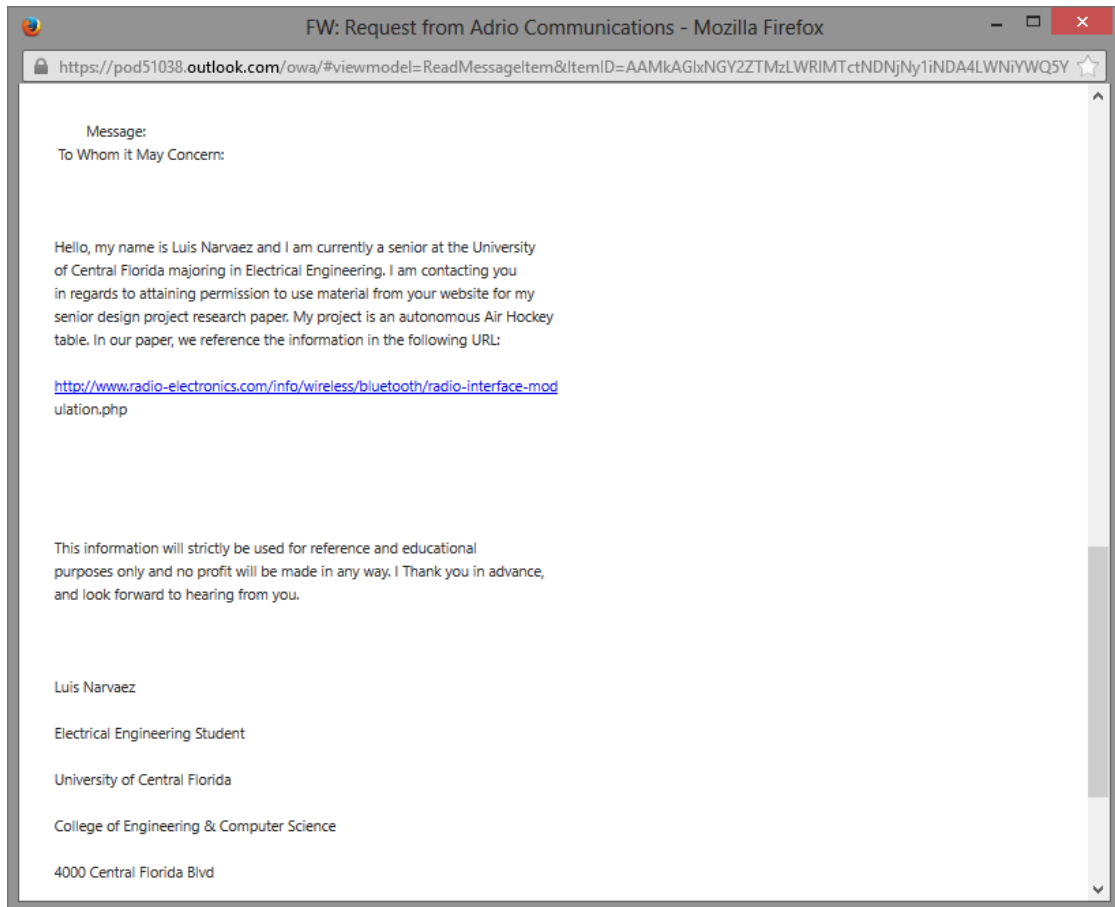 FW: Request from Adrio Communications - Mozilla Firefox
https://pod51038.outlook.com/owa/#viewmodel=ReadMessageItem&ItemID=AAMkAGIxNGY2ZTMzLWRlMTctNDNjNy1iNDA4LWNiYWQ5Y
Message:
To Whom it May Concern:
Hello, my name is Luis Narvaez and I am currently a senior at the University
of Central Florida majoring in Electrical Engineering. I am contacting you
in regards to attaining permission to use material from your website for my
senior design project research paper. My project is an autonomous Air Hockey
table. In our paper, we reference the information in the following URL:
http://www.radio-electronics.com/info/wireless/bluetooth/radio-interface-mod
ulation.php
This information will strictly be used for reference and educational
purposes only and no profit will be made in any way. I Thank you in advance,
and look forward to hearing from you.
Luis Narvaez
Electrical Engineering Student
University of Central Florida
College of Engineering & Computer Science
4000 Central Florida Blvd